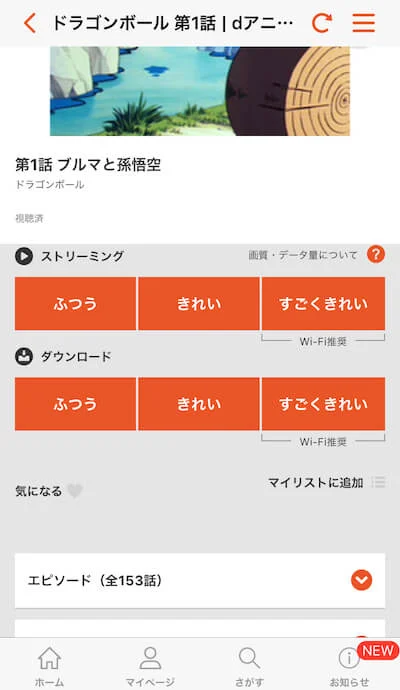 ドラゴンボール 第1話 | dアニ…
第1話 ブルマと孫悟空
ドラゴンボール
視聴済
ストリーミング
画質・データ量について ?
ふつう きれい すごくきれい
Wi-Fi推奨
ダウンロード
ふつう きれい すごくきれい
Wi-Fi推奨
気になる
マイリストに追加
エピソード（全153話）
NEW
ホーム マイページ さがす お知らせ